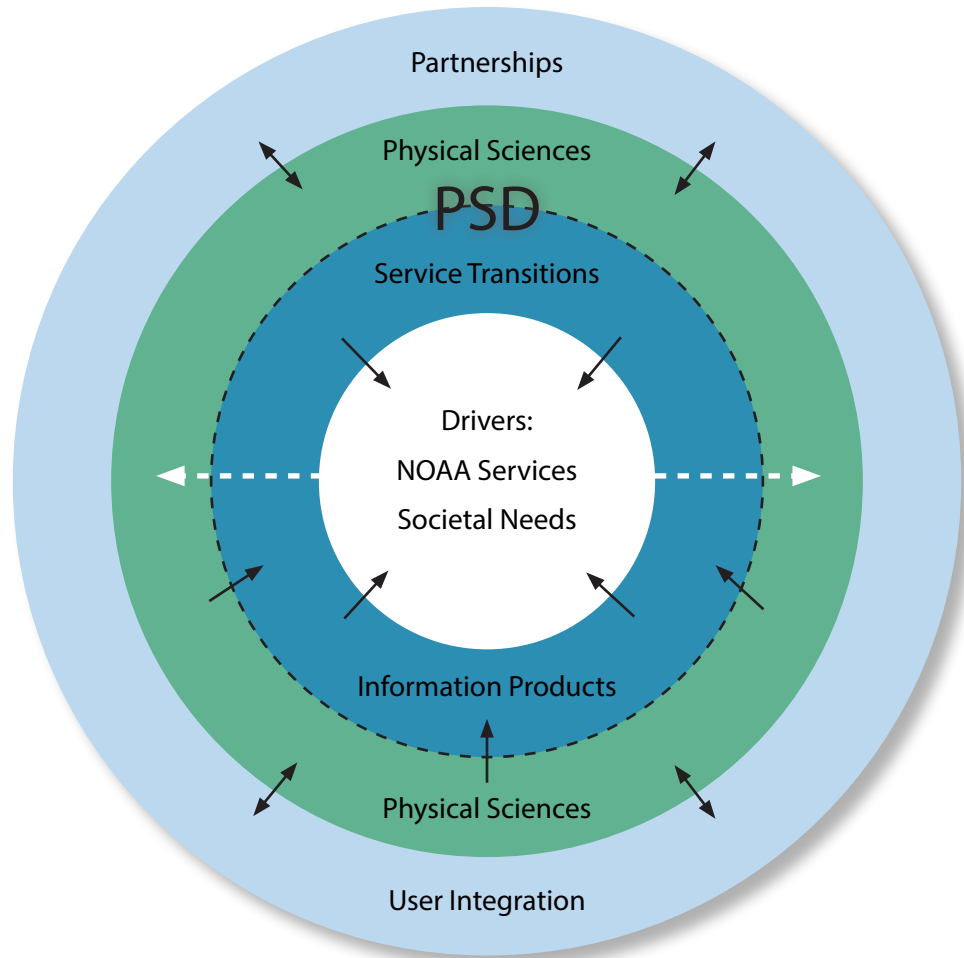 Partnerships
Physical Sciences
PSD
Service Transitions
Drivers:
NOAA Services
Societal Needs
Information Products
Physical Sciences
User Integration